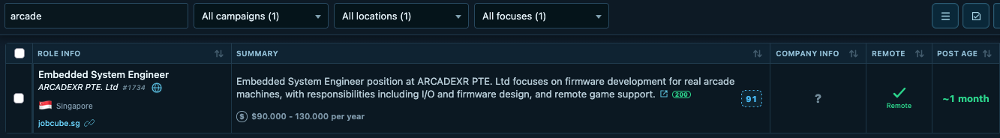 arcade
All campaigns (1)
All locations (1)
All focuses (1)
ROLE INFO
SUMMARY
COMPANY INFO
REMOTE
POST AGE
Embedded System Engineer
ARCADEXR PTE. Ltd #1734
Singapore
jobcube.sg
Embedded System Engineer position at ARCADEXR PTE. Ltd focuses on firmware development for real arcade
machines, with responsibilities including I/O and firmware design, and remote game support. 200
$ $90.000 - 130.000 per year
91
?
Remote
~1 month